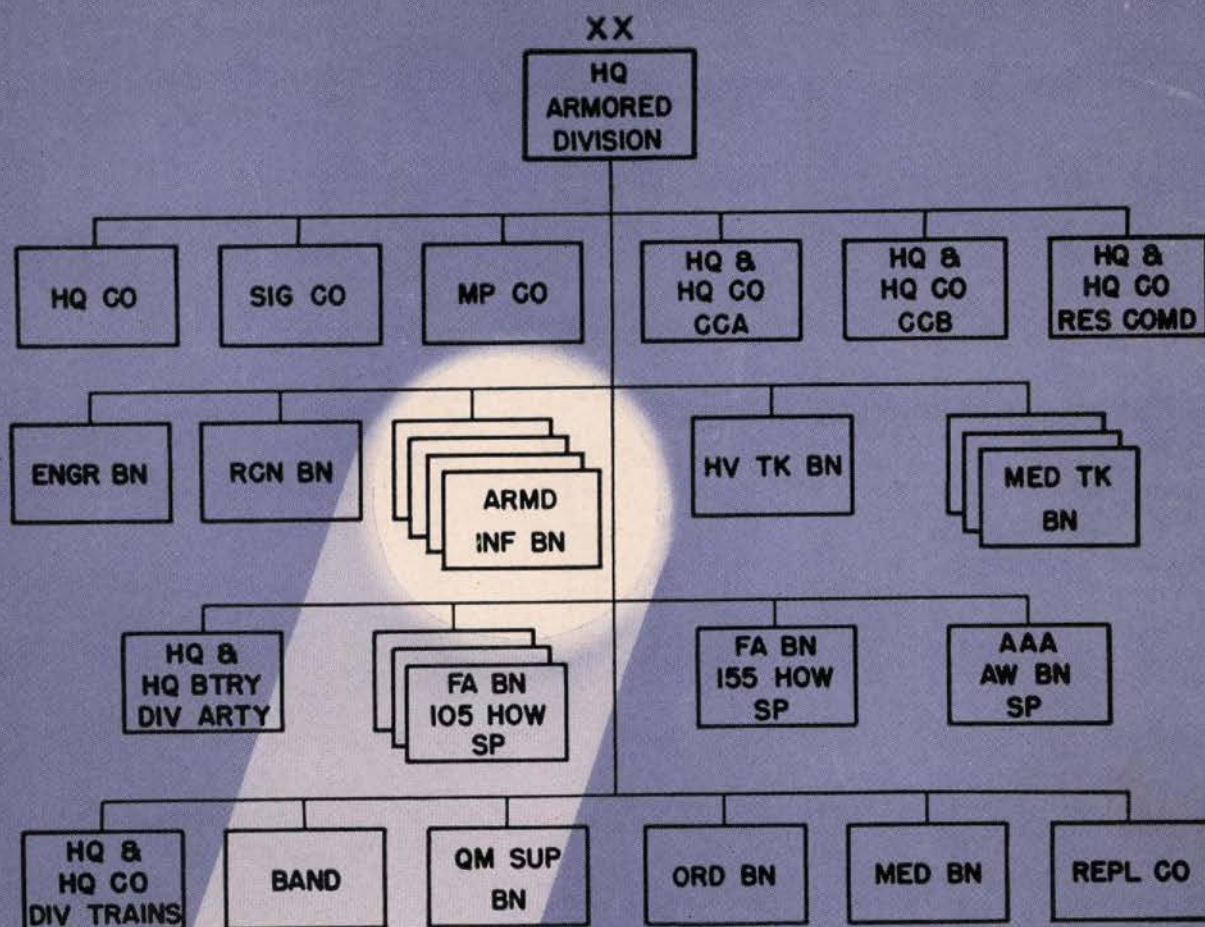 XX
HQ
ARMORED
DIVISION
HQ CO
SIG CO
MP CO
HQ &
HQ CO
CCA
HQ &
HQ CO
CCB
HQ &
HQ CO
RES COMD
ENGR BN
RCN BN
ARMD
INF BN
HV TK BN
MED TK
BN
HQ &
HQ BTRY
DIV ARTY
FA BN
105 HOW
SP
FA BN
155 HOW
SP
AAA
AW BN
SP
HQ &
HQ CO
DIV TRAINS
BAND
QM SUP
BN
ORD BN
MED BN
REPL CO